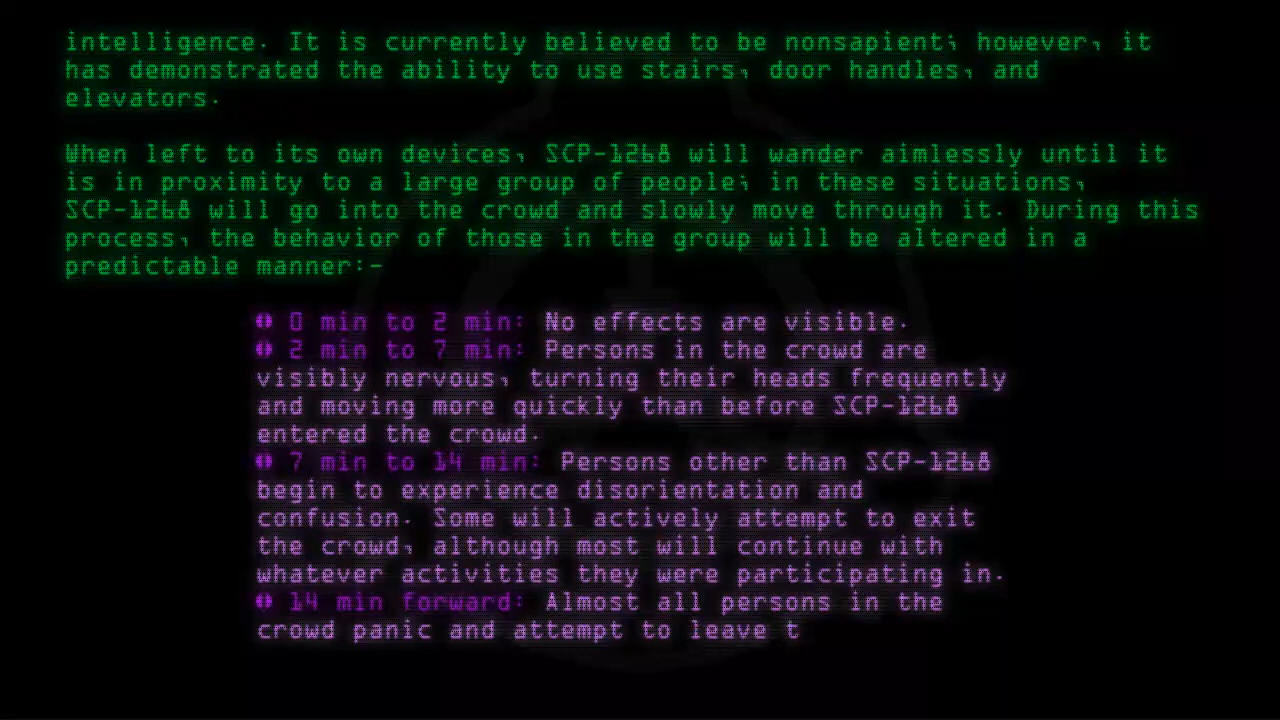 intelligence. It is currently believed to be nonsapient; however, it
has demonstrated the ability to use stairs, door handles, and
elevators.
When left to its own devices, SCP-1268 will wander aimlessly until it
is in proximity to a large group of people; in these situations,
SCP-1268 will go into the crowd and slowly move through it. During this
process, the behavior of those in the group will be altered in a
predictable manner:-
0 min to 2 min: No effects are visible.
2 min to 7 min: Persons in the crowd are
visibly nervous, turning their heads frequently
and moving more quickly than before SCP-1268
entered the crowd.
7 min to 14 min: Persons other than SCP-1268
begin to experience disorientation and
confusion. Some will actively attempt to exit
the crowd, although most will continue with
whatever activities they were participating in.
14 min forward: Almost all persons in the
crowd panic and attempt to leave t